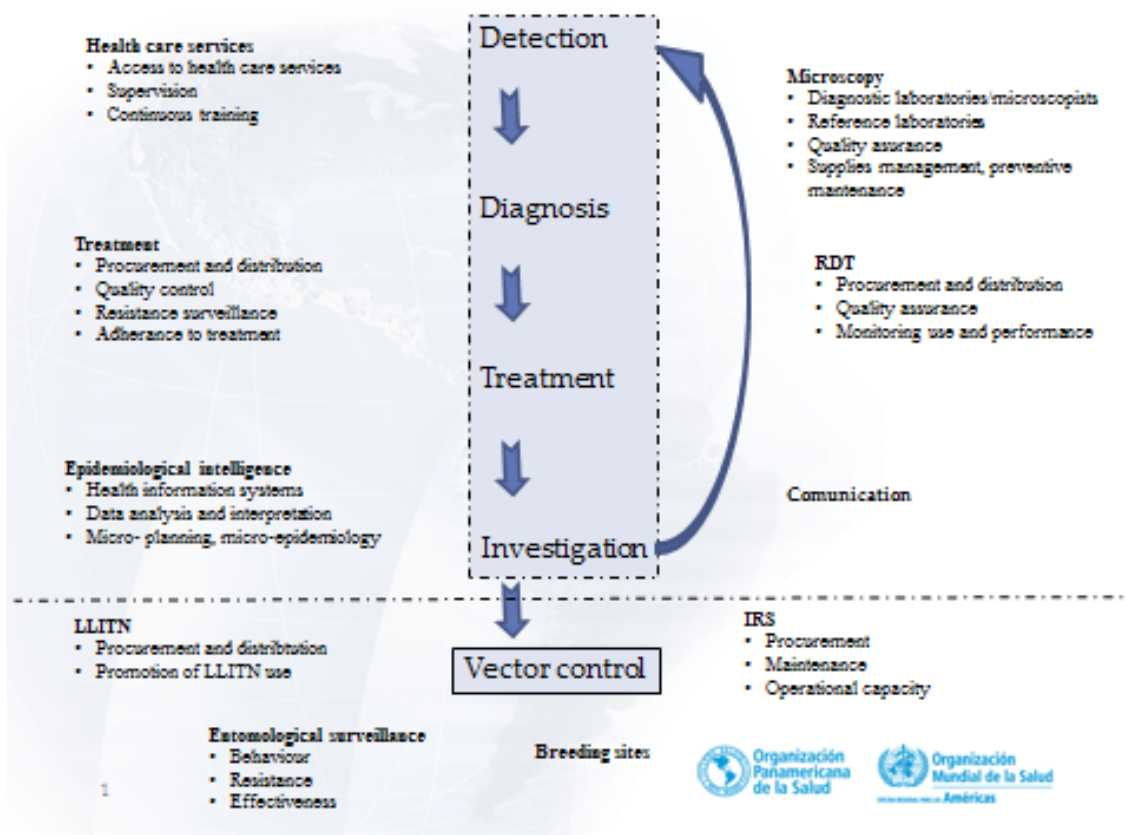 Detection
Health care services
• Access to health care services
• Supervision
• Continuous training
Microscopy
• Diagnostic laboratories/microscopists
• Reference laboratories
• Quality assurance
• Supplies management, preventive
mantenance
Diagnosis
Treatment
• Procurement and distribution
• Quality control
• Resistance surveillance
• Adherance to treatment
RDT
• Procurement and distribution
• Quality assurance
• Monitoring use and performance
Treatment
Epidemiological intelligence
• Health information systems
• Data analysis and interpretation
• Micro- planning, micro-epidemiology
Comunication
Investigation
LLITN
• Procurement and distribtution
• Promotion of LLITN use
IRS
• Procurement
• Maintenance
• Operational capacity
Vector control
Entomological surveillance
• Behaviour
• Resistance
• Effectiveness
Breeding sites
Organización
Panamericana
de la Salud
Organización
Mundial de la Salud
OFICINA REGIONAL PARA LAS Américas
1